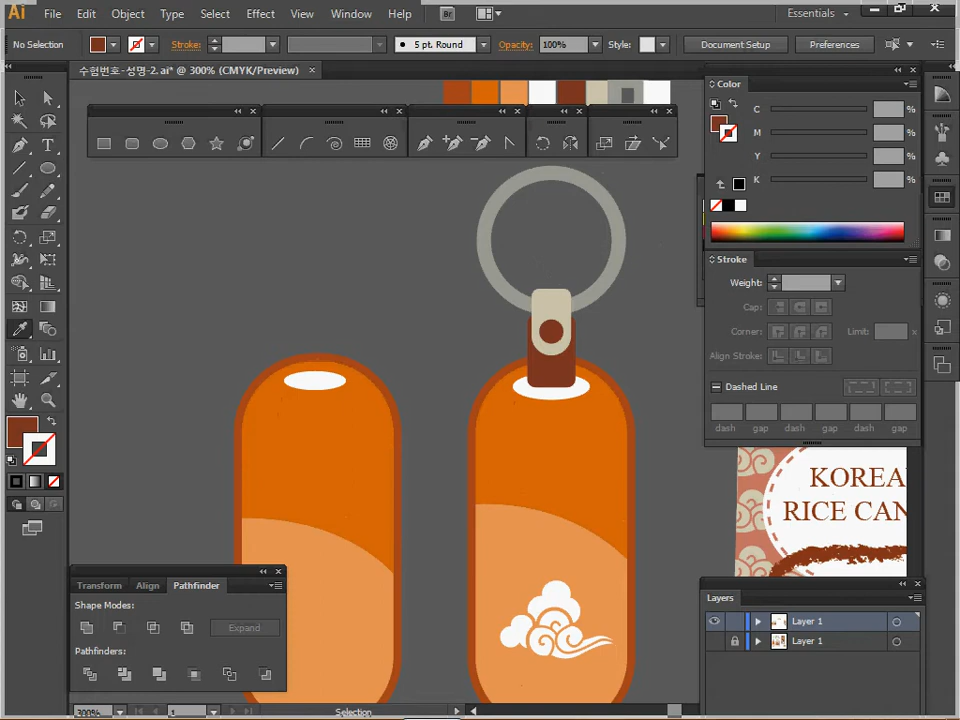 Ai File Edit Object Type Select Effect View Window Help Br Essentials
No Selection Stroke: 5 pt. Round Opacity: 100% Style: Document Setup Preferences
수험번호-성명-2.ai* @ 300% (CMYK/Preview)
Color
C %
M %
Y %
K %
Stroke
Weight:
Cap:
Corner: Limit: x
Align Stroke:
Dashed Line
dash gap dash gap dash gap
KOREA
RICE CAN
Transform Align Pathfinder
Shape Modes:
Expand
Pathfinders:
Layers
Layer 1
Layer 1
300% 1 Selection